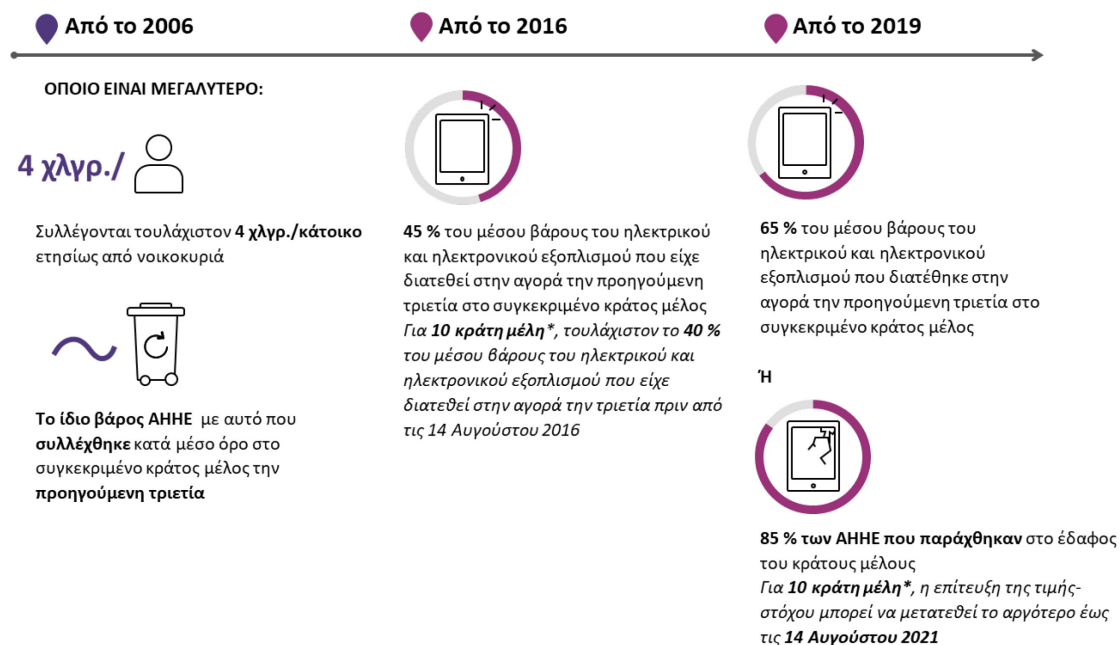 Από το 2006
ΟΠΟΙΟ ΕΙΝΑΙ ΜΕΓΑΛΥΤΕΡΟ:
4 χλγρ./
Συλλέγονται τουλάχιστον 4 χλγρ./κάτοικο
ετησίως από νοικοκυριά
Το ίδιο βάρος ΑΗΗΕ με αυτό που
συλλέχθηκε κατά μέσο όρο στο
συγκεκριμένο κράτος μέλος την
προηγούμενη τριετία
Από το 2016
45 % του μέσου βάρους του ηλεκτρικού
και ηλεκτρονικού εξοπλισμού που είχε
διατεθεί στην αγορά την προηγούμενη
τριετία στο συγκεκριμένο κράτος μέλος
Για 10 κράτη μέλη*, τουλάχιστον το 40 %
του μέσου βάρους του ηλεκτρικού και
ηλεκτρονικού εξοπλισμού που είχε
διατεθεί στην αγορά την τριετία πριν από
τις 14 Αυγούστου 2016
Από το 2019
65 % του μέσου βάρους του
ηλεκτρικού και ηλεκτρονικού
εξοπλισμού που διατέθηκε στην
αγορά την προηγούμενη τριετία στο
συγκεκριμένο κράτος μέλος
Ή
85 % των ΑΗΗΕ που παράχθηκαν στο έδαφος
του κράτους μέλους
Για 10 κράτη μέλη*, η επίτευξη της τιμής-
στόχου μπορεί να μετατεθεί το αργότερο έως
τις 14 Αυγούστου 2021